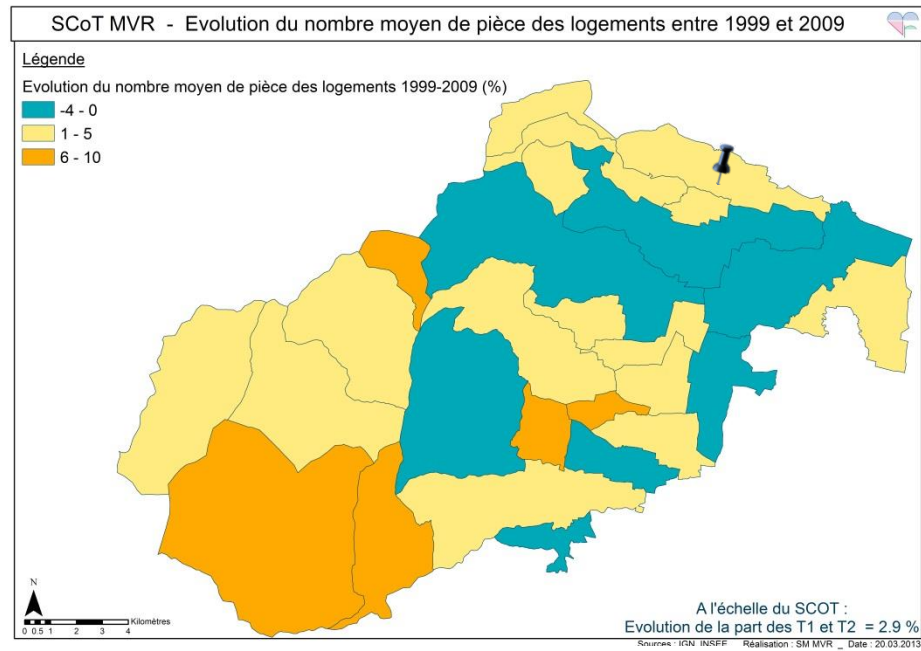 SCoT MVR - Evolution du nombre moyen de pièce des logements entre 1999 et 2009
Légende
Evolution du nombre moyen de pièce des logements 1999-2009 (%)
-4 - 0
1 - 5
6 - 10
N
0 0.5 1 2 3 4 Kilomètres
A l'échelle du SCOT :
Evolution de la part des T1 et T2 = 2.9 %
Sources : IGN, INSEE Réalisation : SM MVR _ Date : 20.03.2013